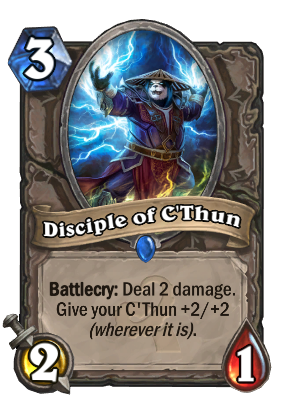 3
Disciple of C'Thun
Battlecry: Deal 2 damage.
Give your C'Thun +2/+2
(wherever it is).
2
1